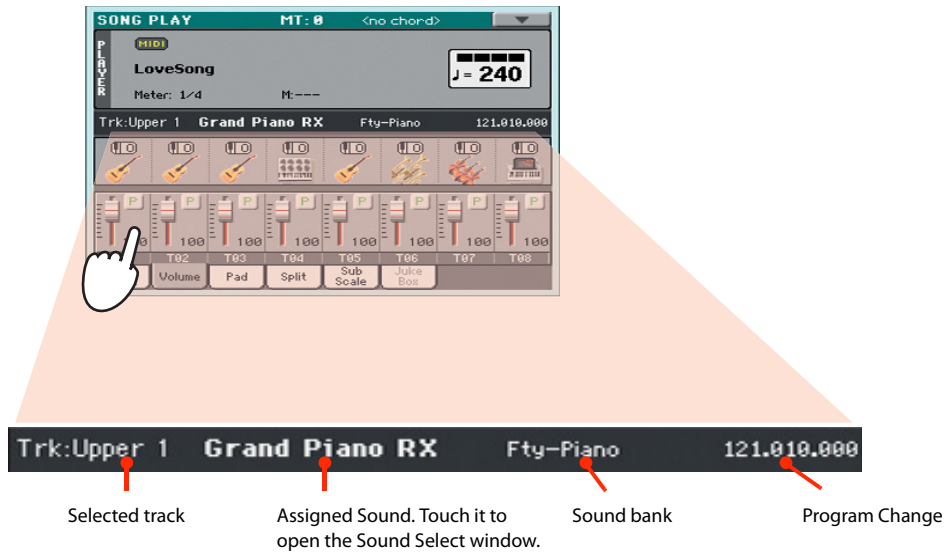 SONG PLAY MT: 0 <no chord>
PLAYER
MIDI
LoveSong
♩ = 240
Meter: 1/4 M:---
Trk:Upper 1 Grand Piano RX Fty-Piano 121.010.000
P P P P P P P P
100 100 100 100 100 100 100
T02 T03 T04 T05 T06 T07 T08
Volume Pad Split Sub Scale Juke Box
Trk:Upper 1 Grand Piano RX Fty-Piano 121.010.000
Selected track
Assigned Sound. Touch it to
open the Sound Select window.
Sound bank
Program Change